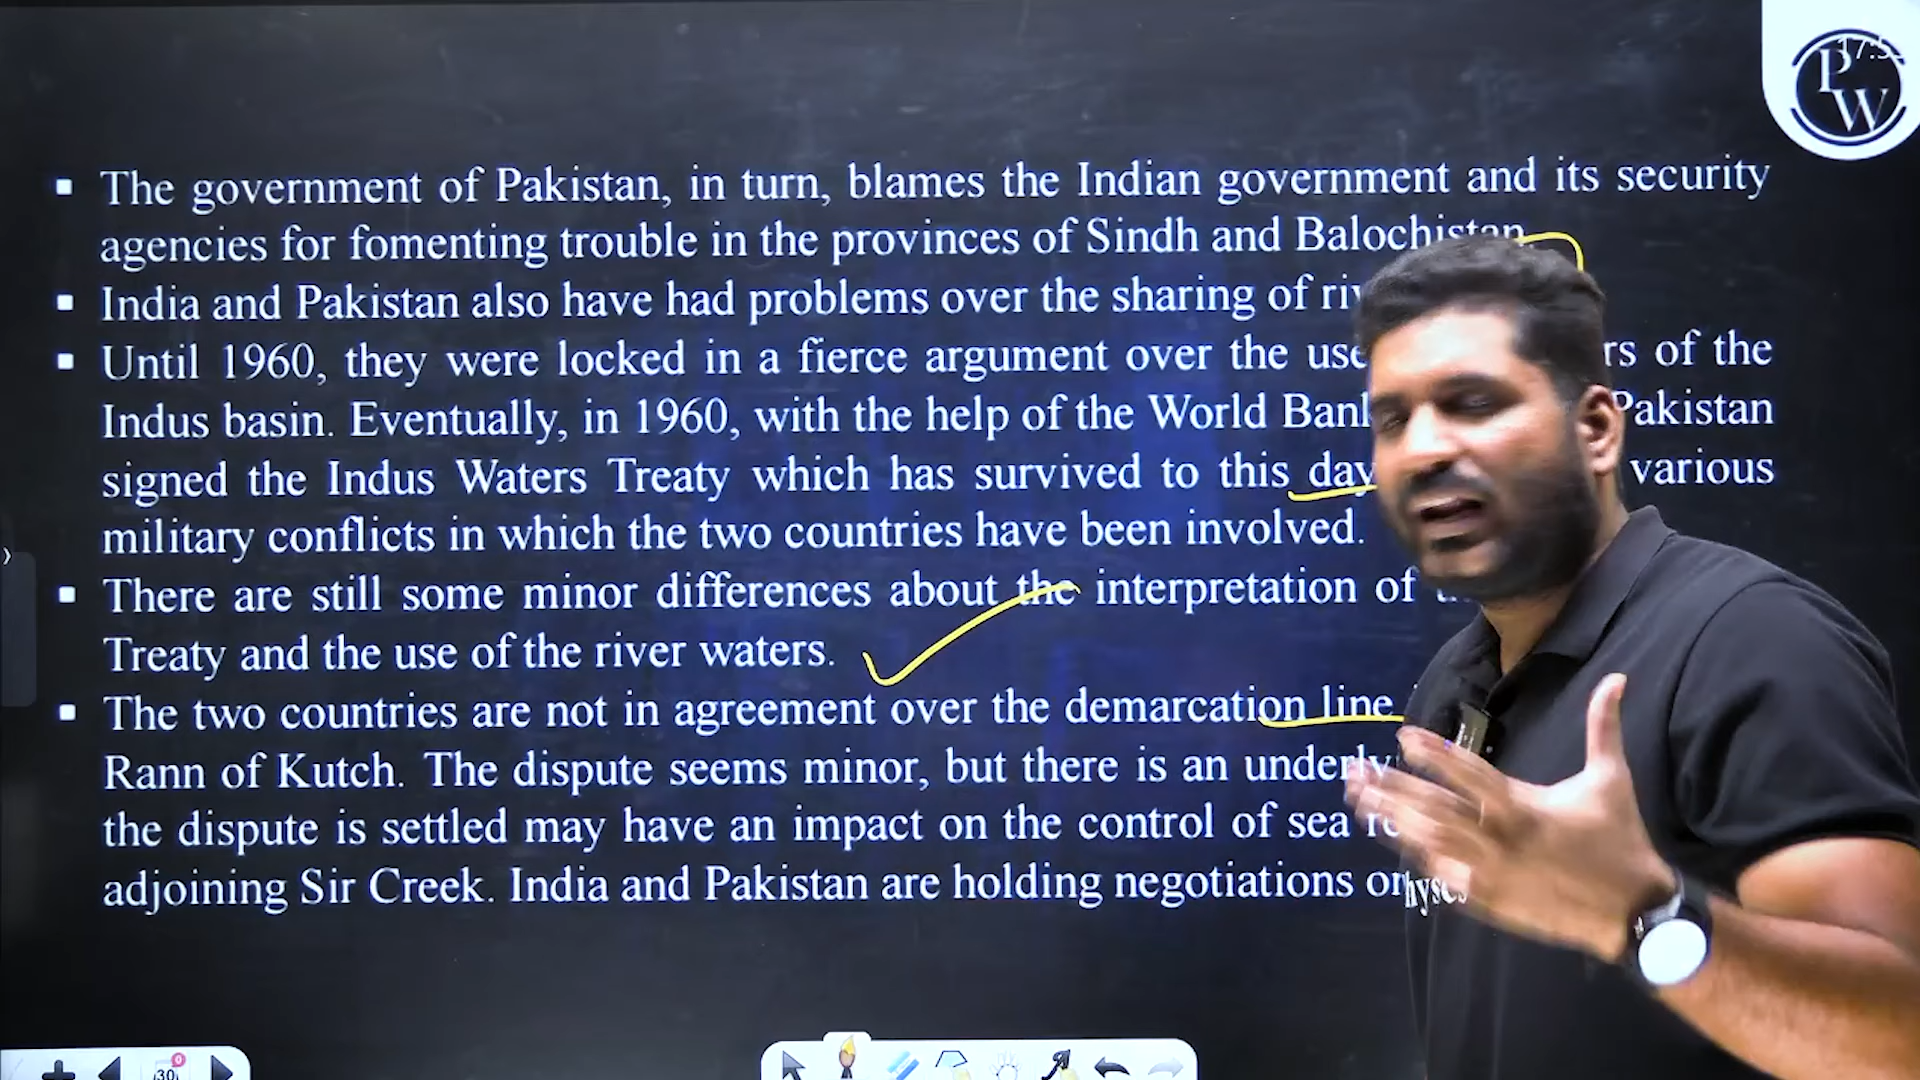 17:5
PW
▪ The government of Pakistan, in turn, blames the Indian government and its security
agencies for fomenting trouble in the provinces of Sindh and Balochistan.
▪ India and Pakistan also have had problems over the sharing of
▪ Until 1960, they were locked in a fierce argument over the use of the
Indus basin. Eventually, in 1960, with the help of the World Bank Pakistan
signed the Indus Waters Treaty which has survived to this day various
military conflicts in which the two countries have been involved.
▪ There are still some minor differences about the interpretation of
Treaty and the use of the river waters.
▪ The two countries are not in agreement over the demarcation line
Rann of Kutch. The dispute seems minor, but there is an
the dispute is settled may have an impact on the control of sea
adjoining Sir Creek. India and Pakistan are holding negotiations
30